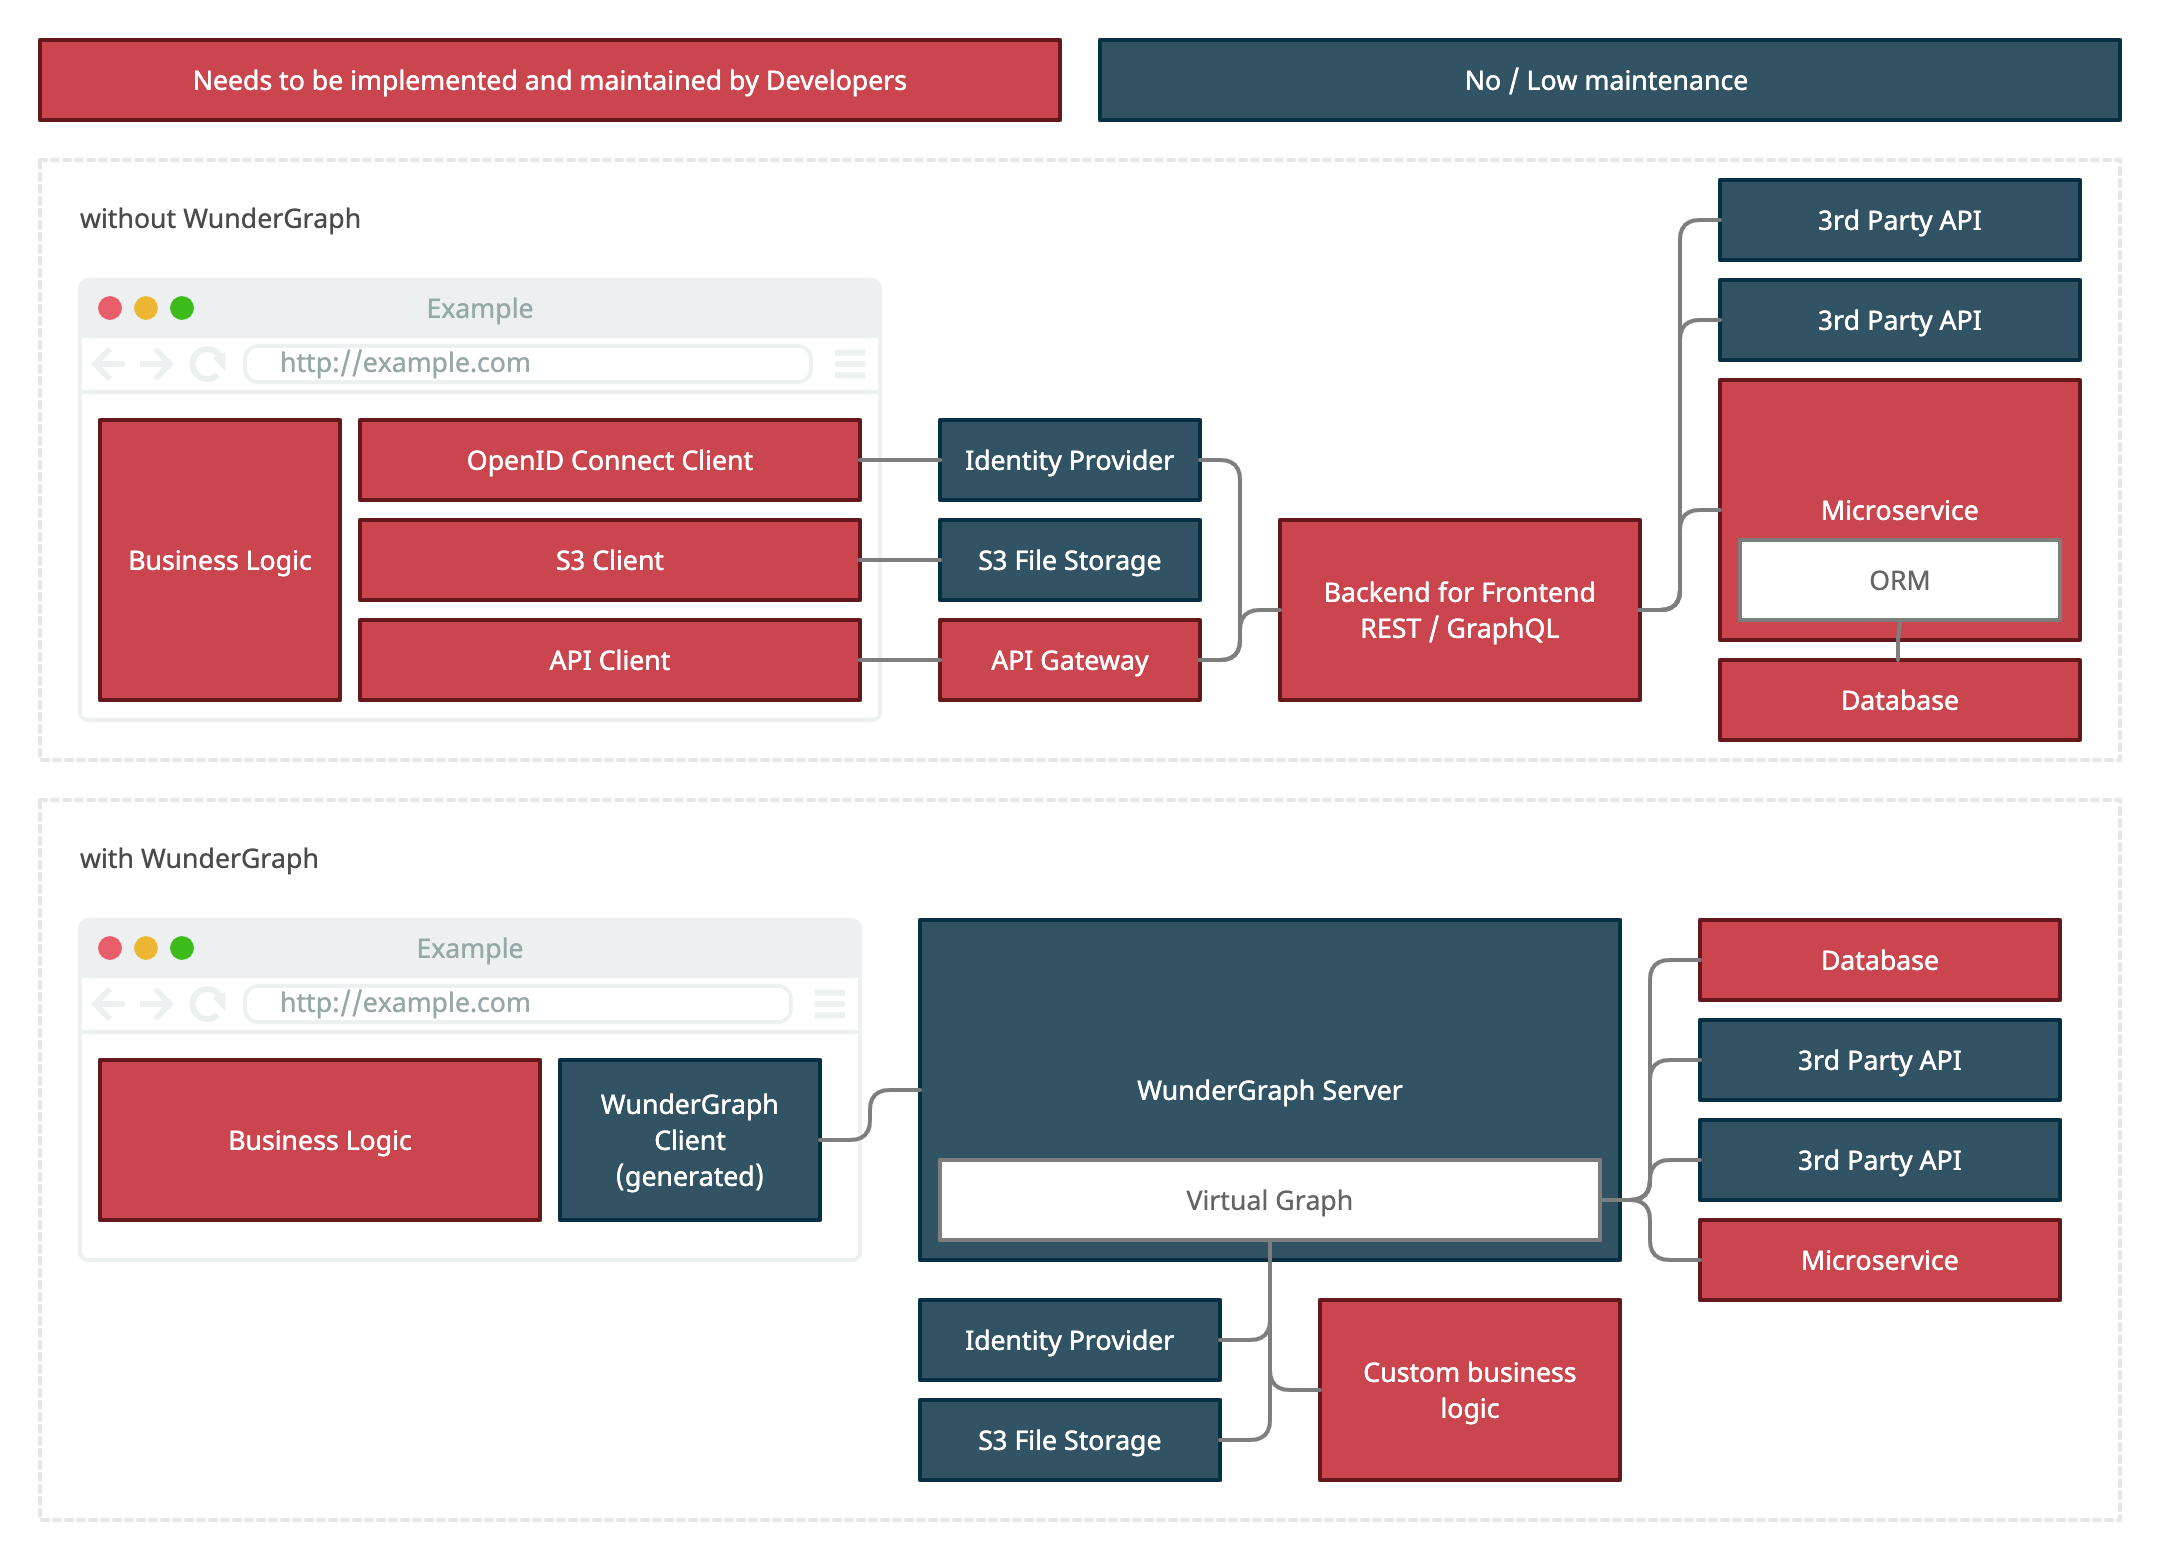 Needs to be implemented and maintained by Developers
No / Low maintenance
without WunderGraph
Example
http://example.com
Business Logic
OpenID Connect Client
S3 Client
API Client
Identity Provider
S3 File Storage
API Gateway
Backend for Frontend
REST / GraphQL
3rd Party API
3rd Party API
Microservice
ORM
Database
with WunderGraph
Example
http://example.com
Business Logic
WunderGraph
Client
(generated)
WunderGraph Server
Virtual Graph
Identity Provider
S3 File Storage
Custom business
logic
Database
3rd Party API
3rd Party API
Microservice